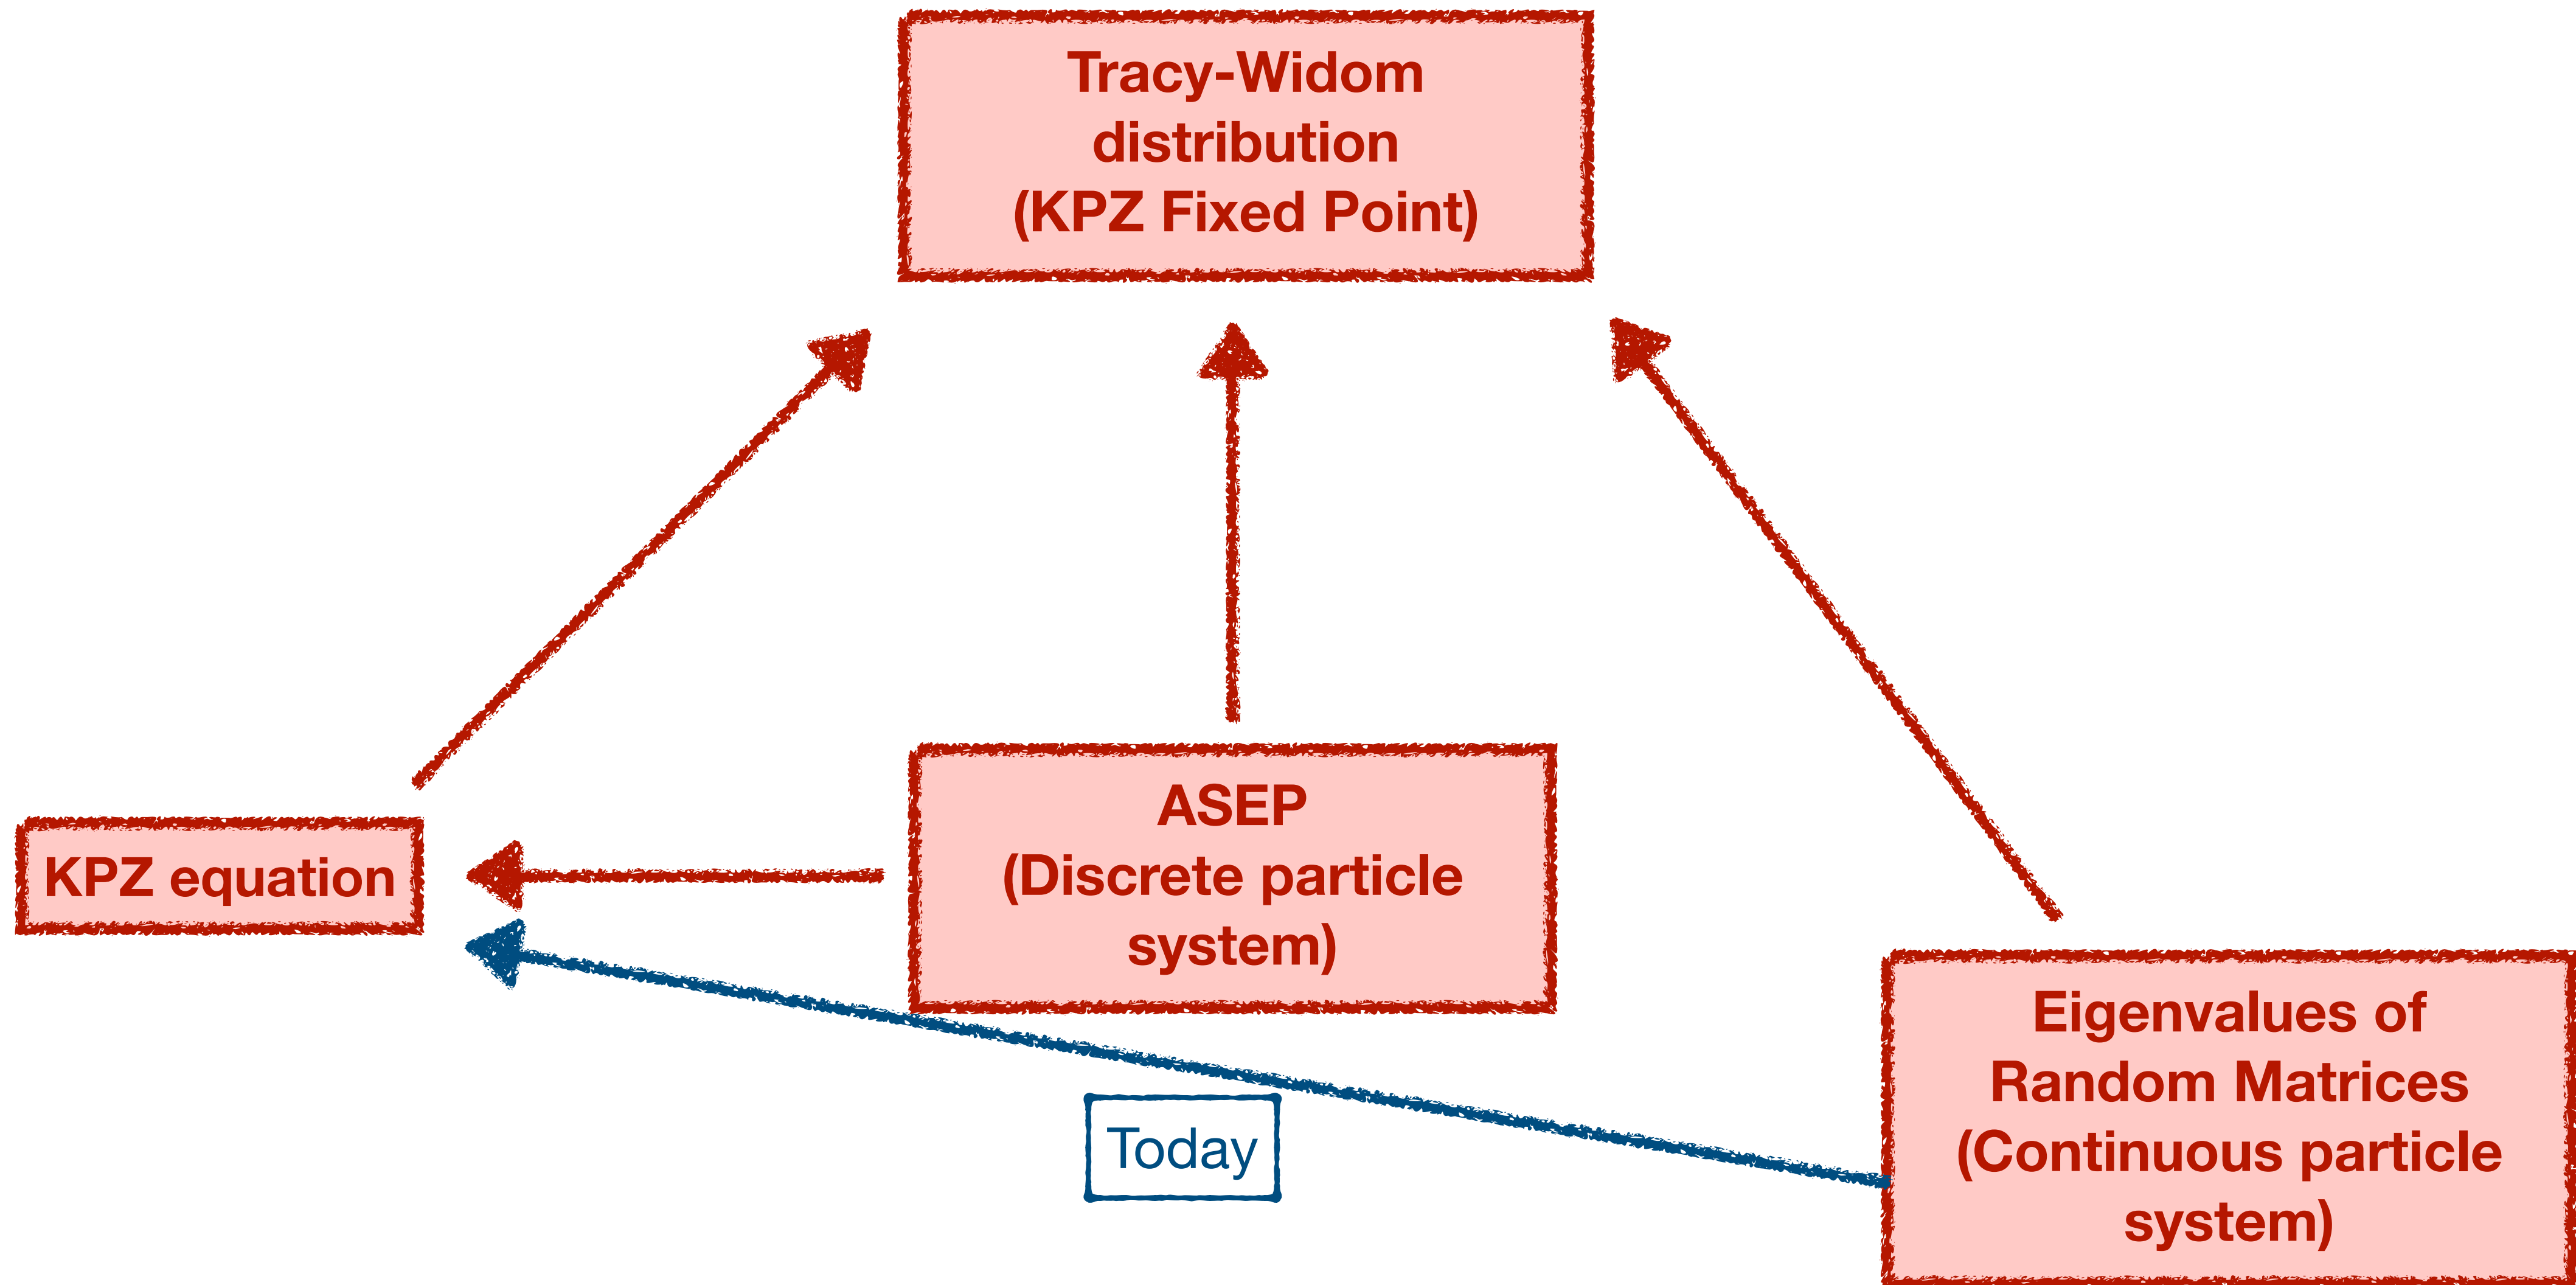 Tracy-Widom
distribution
(KPZ Fixed Point)
KPZ equation
ASEP
(Discrete particle
system)
Today
Eigenvalues of
Random Matrices
(Continuous particle
system)